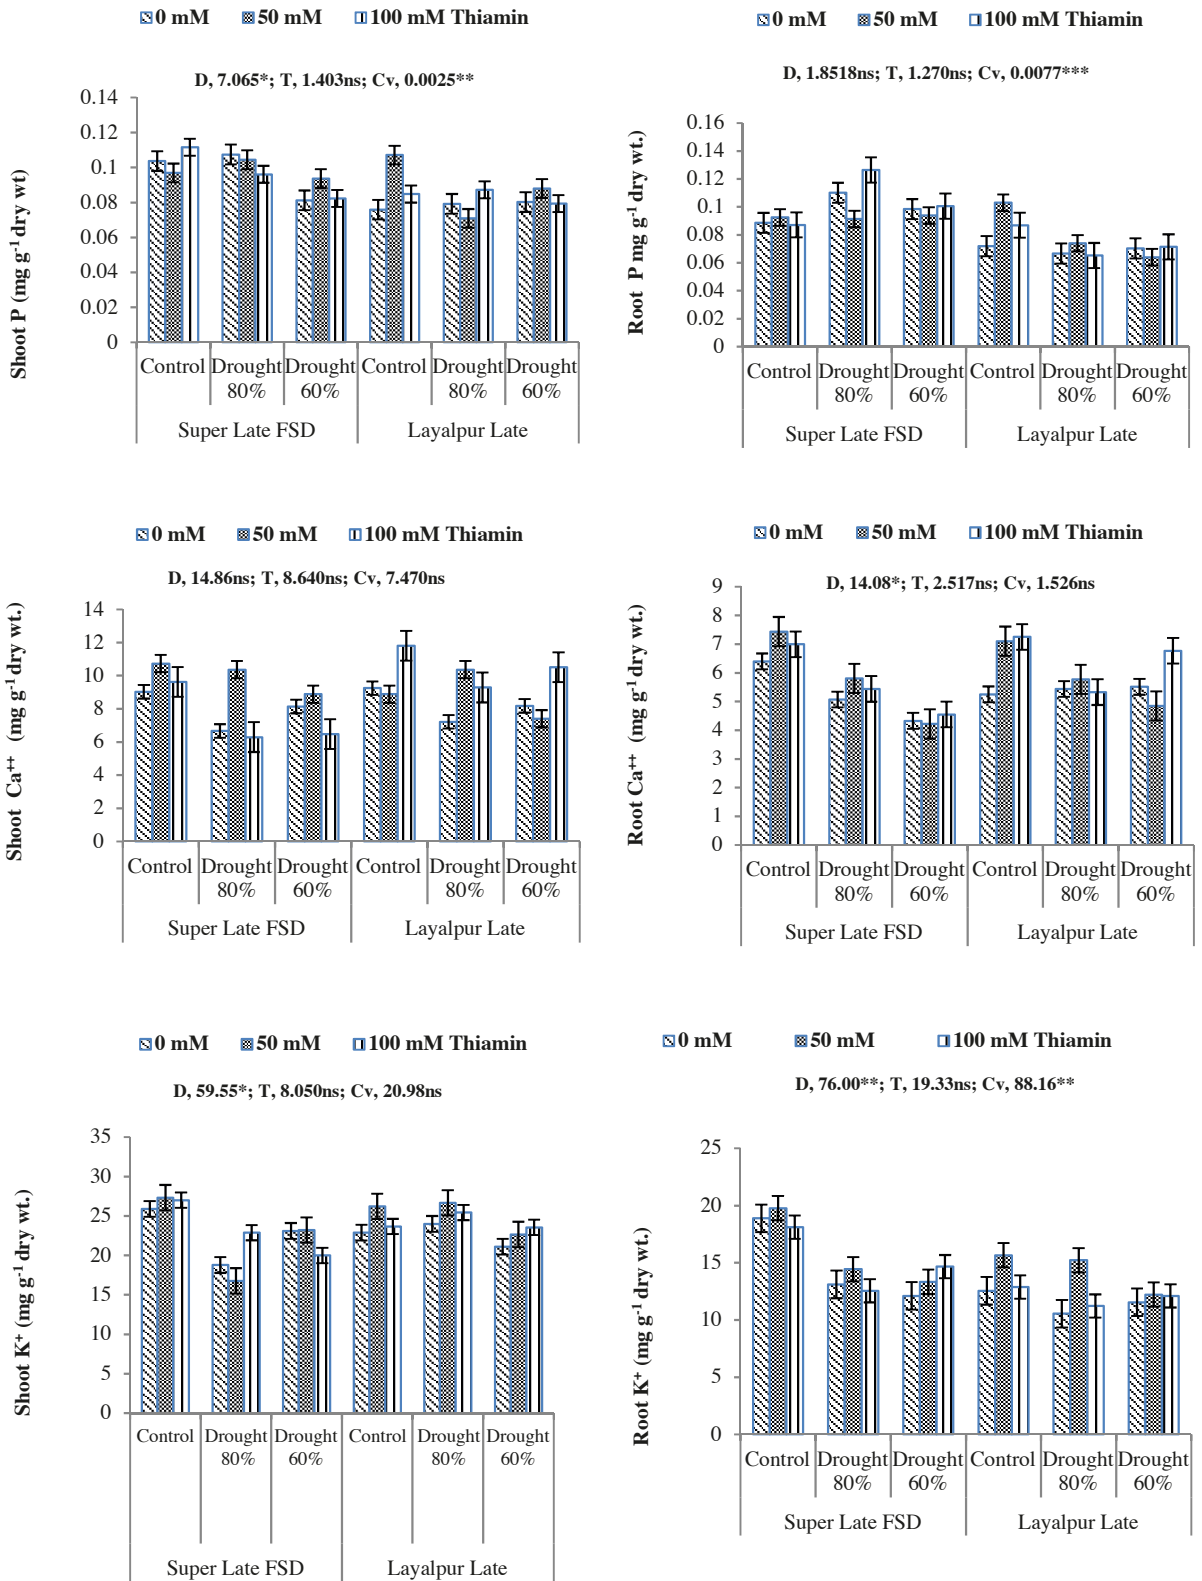 0 mM 50 mM 100 mM Thiamin
D, 7.065*; T, 1.403ns; Cv, 0.0025**
Shoot P (mg g⁻¹ dry wt)
0.14
0.12
0.1
0.08
0.06
0.04
0.02
0
Control Drought 80% Drought 60% Control Drought 80% Drought 60%
Super Late FSD Layalpur Late
0 mM 50 mM 100 mM Thiamin
D, 1.8518ns; T, 1.270ns; Cv, 0.0077***
Root P mg g⁻¹ dry wt.)
0.16
0.14
0.12
0.1
0.08
0.06
0.04
0.02
0
Control Drought 80% Drought 60% Control Drought 80% Drought 60%
Super Late FSD Layalpur Late
0 mM 50 mM 100 mM Thiamin
D, 14.86ns; T, 8.640ns; Cv, 7.470ns
Shoot Ca⁺⁺ (mg g⁻¹ dry wt.)
14
12
10
8
6
4
2
0
Control Drought 80% Drought 60% Control Drought 80% Drought 60%
Super Late FSD Layalpur Late
0 mM 50 mM 100 mM Thiamin
D, 14.08*; T, 2.517ns; Cv, 1.526ns
Root Ca⁺⁺ (mg g⁻¹ dry wt.)
9
8
7
6
5
4
3
2
1
0
Control Drought 80% Drought 60% Control Drought 80% Drought 60%
Super Late FSD Layalpur Late
0 mM 50 mM 100 mM Thiamin
D, 59.55*; T, 8.050ns; Cv, 20.98ns
Shoot K⁺ (mg g⁻¹ dry wt.)
35
30
25
20
15
10
5
0
Control Drought 80% Drought 60% Control Drought 80% Drought 60%
Super Late FSD Layalpur Late
0 mM 50 mM 100 mM Thiamin
D, 76.00**; T, 19.33ns; Cv, 88.16**
Root K⁺ (mg g⁻¹ dry wt.)
25
20
15
10
5
0
Control Drought 80% Drought 60% Control Drought 80% Drought 60%
Super Late FSD Layalpur Late